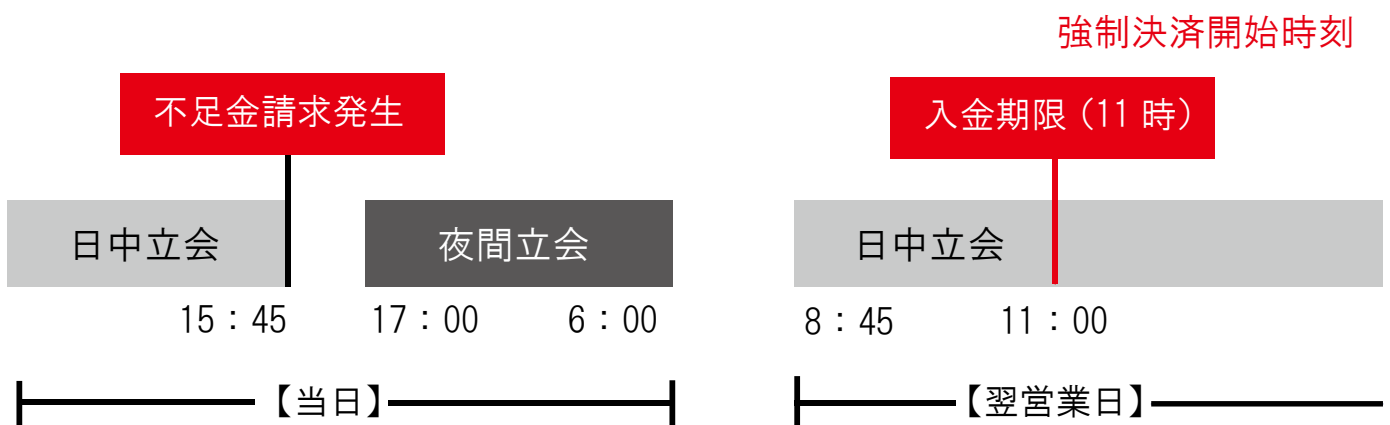 強制決済開始時刻
不足金請求発生
入金期限（11 時）
日中立会
夜間立会
日中立会
15：45
17：00
6：00
8：45
11：00
【当日】
【翌営業日】